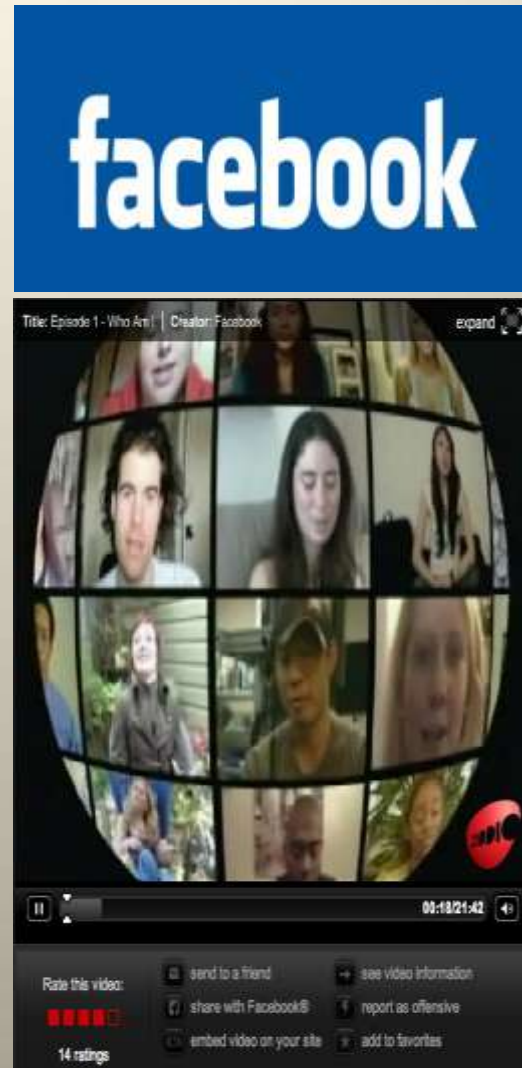 facebook
Title: Episode 1 - Who Am I | Creator: Facebook
expand
00:18/21:42
Rate this video:
14 ratings
send to a friend
share with Facebook®
embed video on your site
see video information
report as offensive
add to favorites